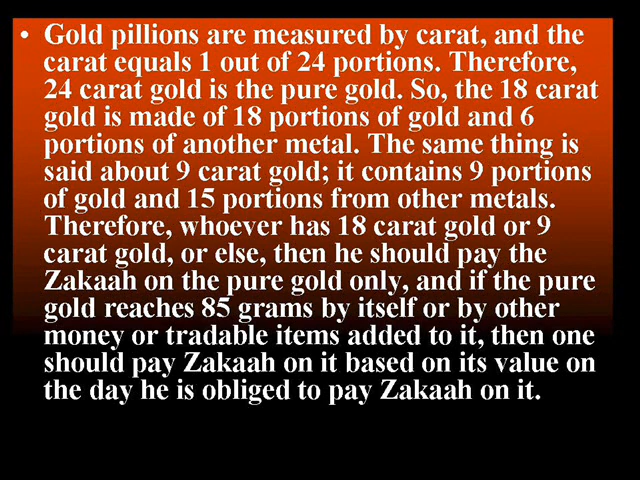 • Gold pillions are measured by carat, and the
carat equals 1 out of 24 portions. Therefore,
24 carat gold is the pure gold. So, the 18 carat
gold is made of 18 portions of gold and 6
portions of another metal. The same thing is
said about 9 carat gold; it contains 9 portions
of gold and 15 portions from other metals.
Therefore, whoever has 18 carat gold or 9
carat gold, or else, then he should pay the
Zakaah on the pure gold only, and if the pure
gold reaches 85 grams by itself or by other
money or tradable items added to it, then one
should pay Zakaah on it based on its value on
the day he is obliged to pay Zakaah on it.